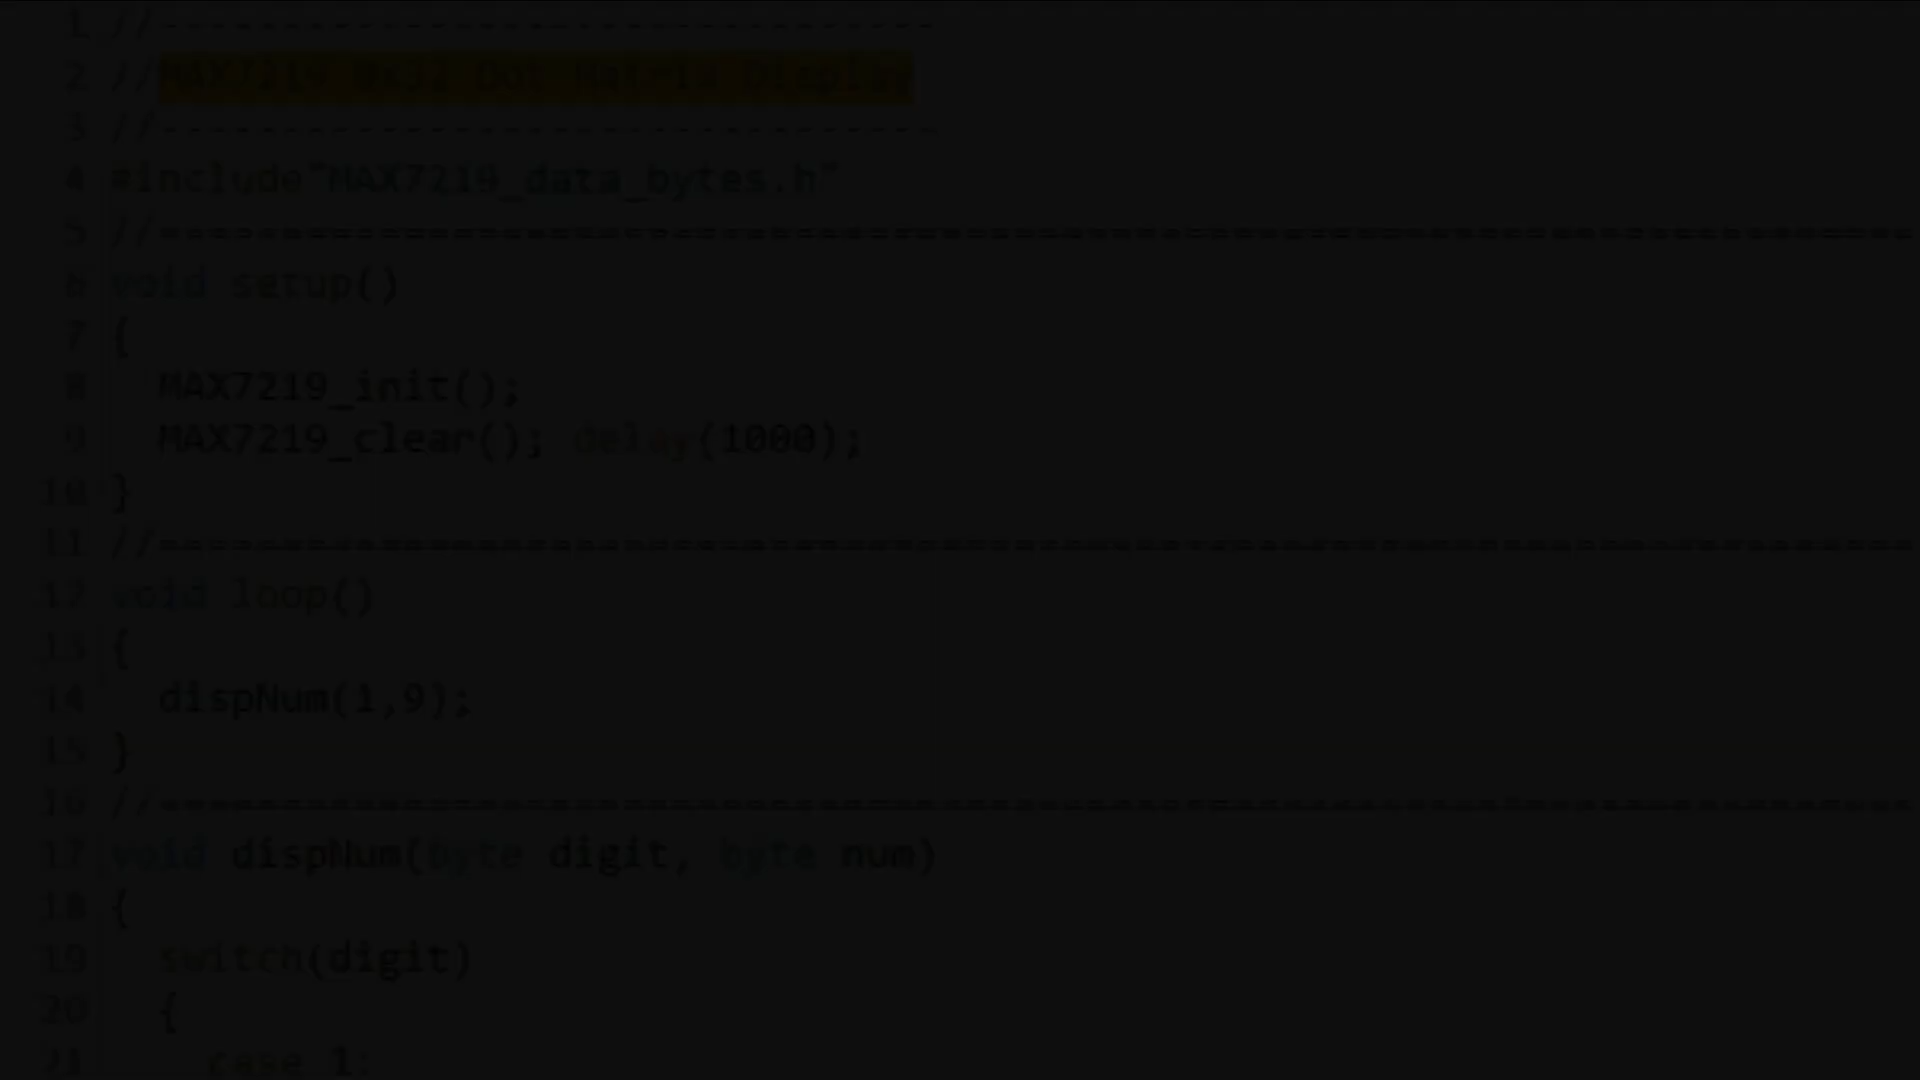 1 //--------------------------------
2 //MAX7219 8x32 Dot Matrix Display
3 //--------------------------------
4 #include"MAX7219_data_bytes.h"
5 //=========================================================================
6 void setup()
7 {
8 MAX7219_init();
9 MAX7219_clear(); delay(1000);
10 }
11 //=========================================================================
12 void loop()
13 {
14 dispNum(1,9);
15 }
16 //=========================================================================
17 void dispNum(byte digit, byte num)
18 {
19 switch(digit)
20 {
21 case 1: